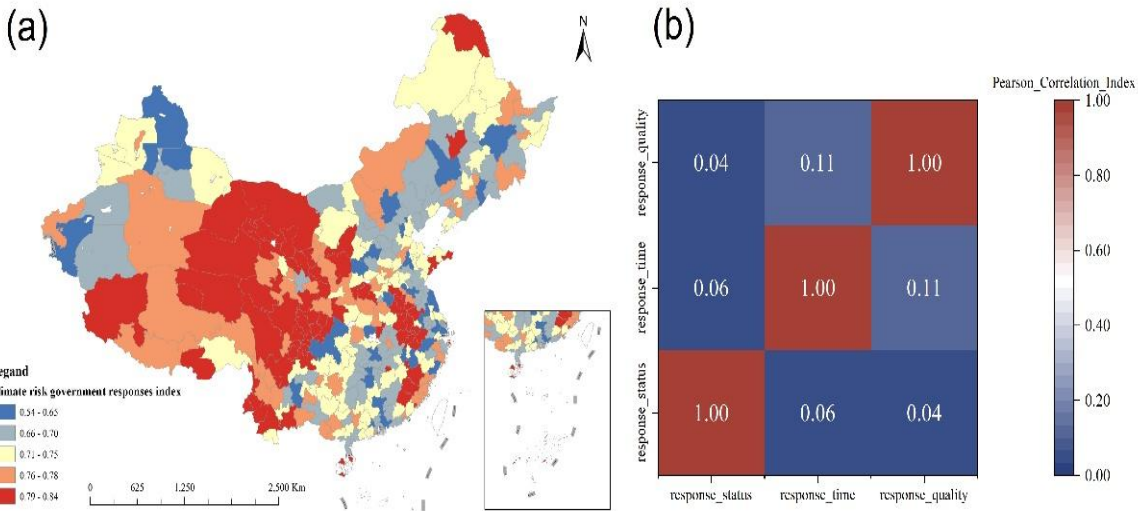 (a)
N
egand
limate risk government responses index
0.54 - 0.65
0.66 - 0.70
0.71 - 0.75
0.76 - 0.78
0.79 - 0.84
0 625 1,250 2,500 Km
(b)
Pearson_Correlation_Index
1.00
0.80
0.60
0.40
0.20
0.00
response_quality
0.04 0.11 1.00
response_time
0.06 1.00 0.11
response_status
1.00 0.06 0.04
response_status response_time response_quality